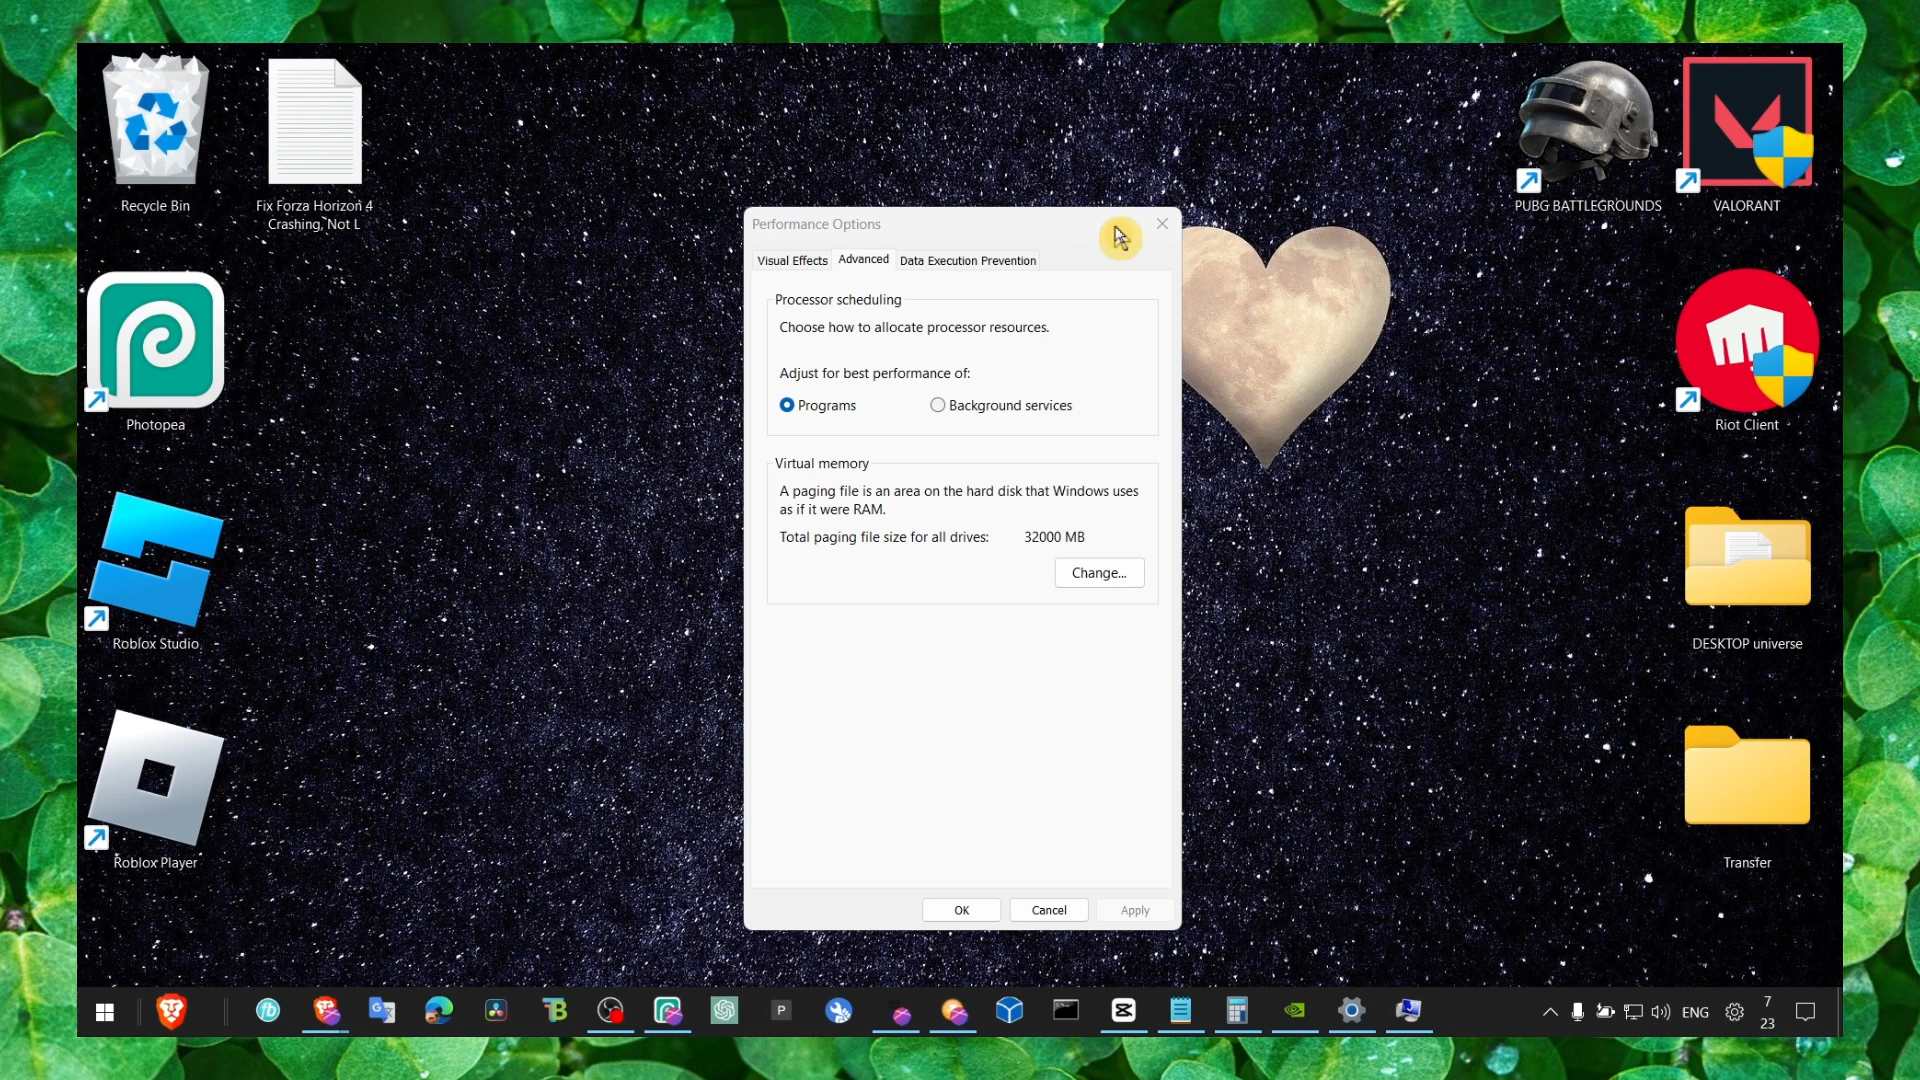 Recycle Bin
Fix Forza Horizon 4
Crashing, Not L
PUBG BATTLEGROUNDS
VALORANT
Photopea
Riot Client
Roblox Studio
DESKTOP universe
Roblox Player
Transfer
Performance Options
Visual Effects
Advanced
Data Execution Prevention
Processor scheduling
Choose how to allocate processor resources.
Adjust for best performance of:
Programs
Background services
Virtual memory
A paging file is an area on the hard disk that Windows uses
as if it were RAM.
Total paging file size for all drives:
32000 MB
Change...
OK
Cancel
Apply
fb
G
TB
P
ENG
7
23